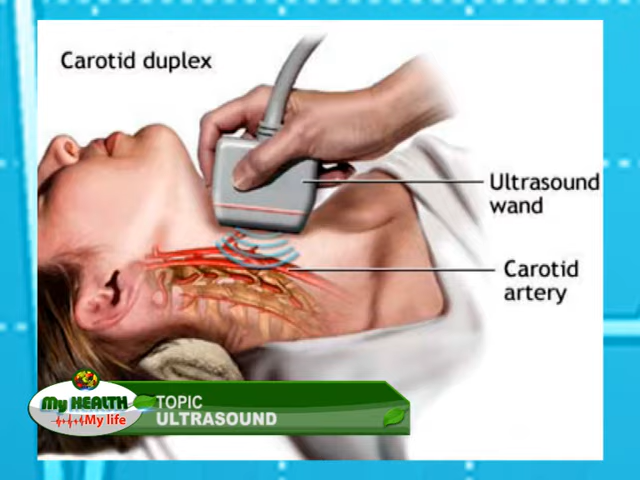 Carotid duplex
Ultrasound
wand
Carotid
artery
My HEALTH
My life
TOPIC
ULTRASOUND